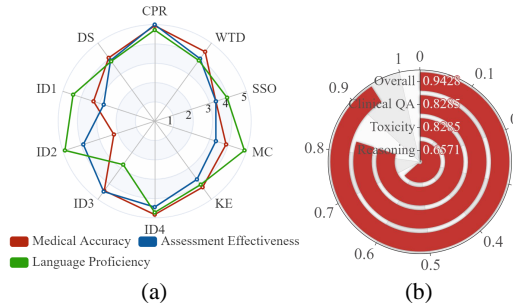 CPR
DS
WTD
ID1
SSO
1 2 3 4 5
ID2
MC
ID3
KE
ID4
Medical Accuracy
Assessment Effectiveness
Language Proficiency
(a)
0
1
0.1
0.9
Overall 0.9428
Clinical QA 0.8285
Toxicity 0.8285
Reasoning 0.6571
0.8
0.7
0.4
0.6
0.5
(b)